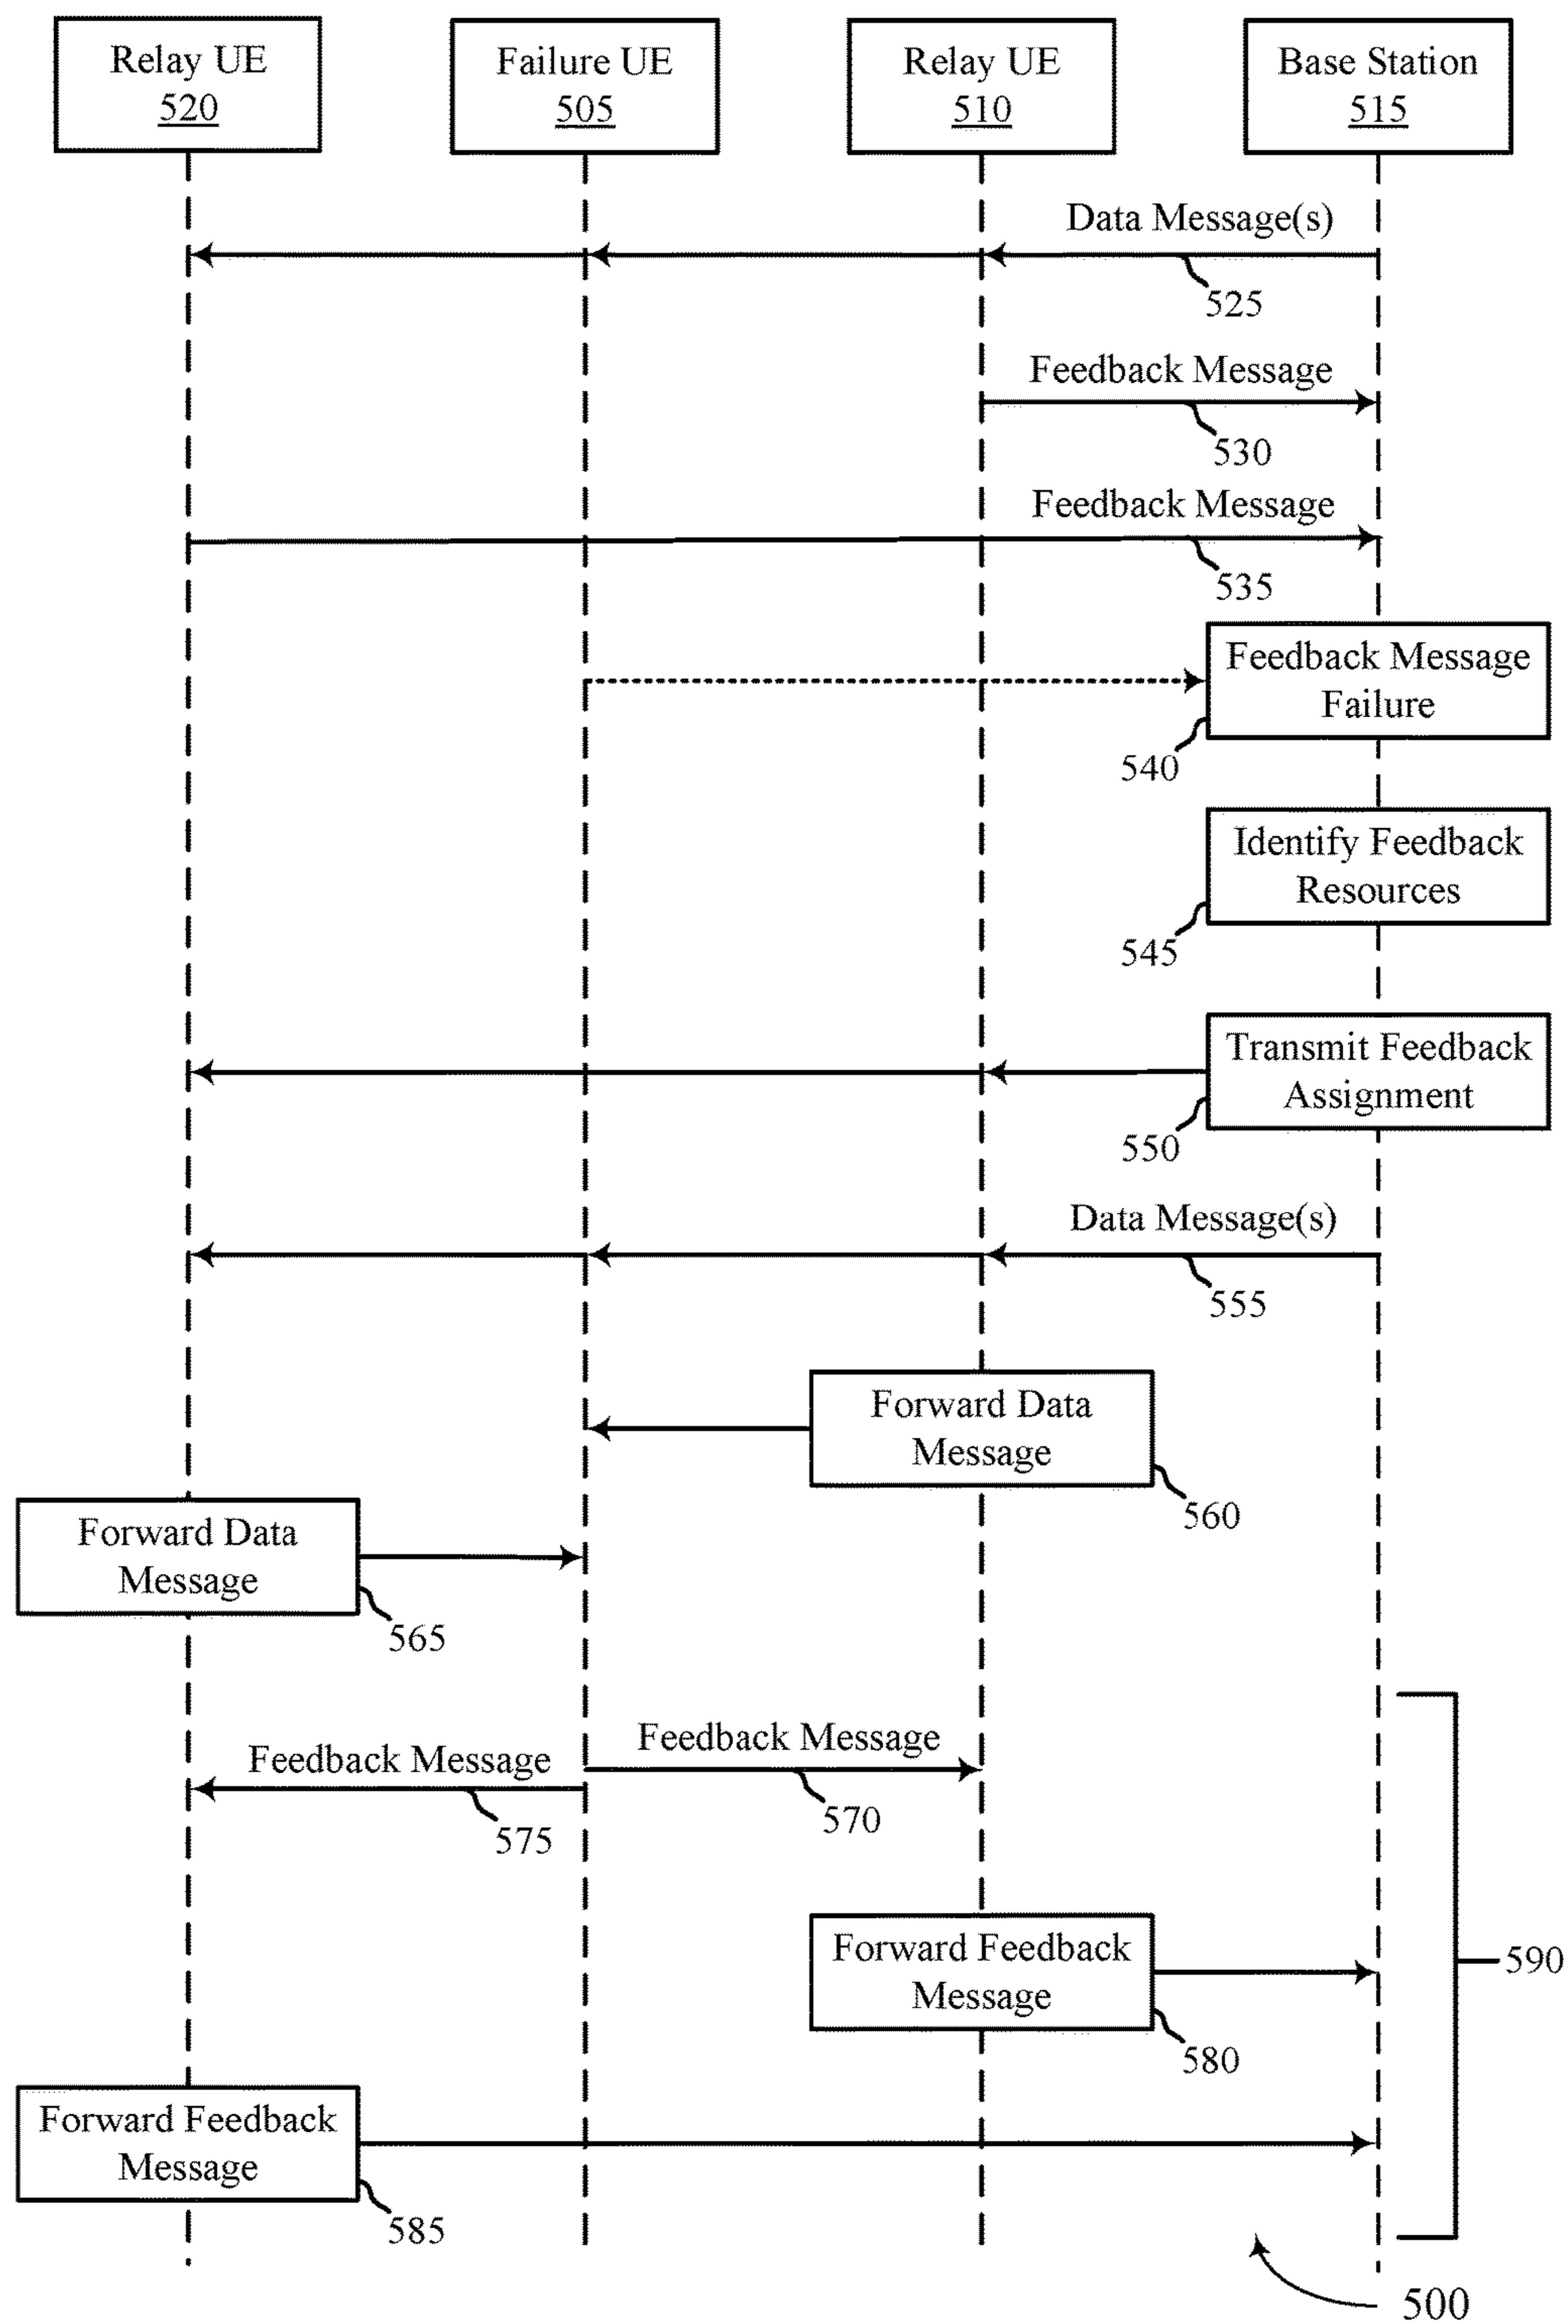 Relay UE
520
Failure UE
505
Relay UE
510
Base Station
515
Data Message(s)
525
Feedback Message
530
Feedback Message
535
Feedback Message
Failure
540
Identify Feedback
Resources
545
Transmit Feedback
Assignment
550
Data Message(s)
555
Forward Data
Message
560
Forward Data
Message
565
Feedback Message
570
Feedback Message
575
Forward Feedback
Message
580
590
Forward Feedback
Message
585
500